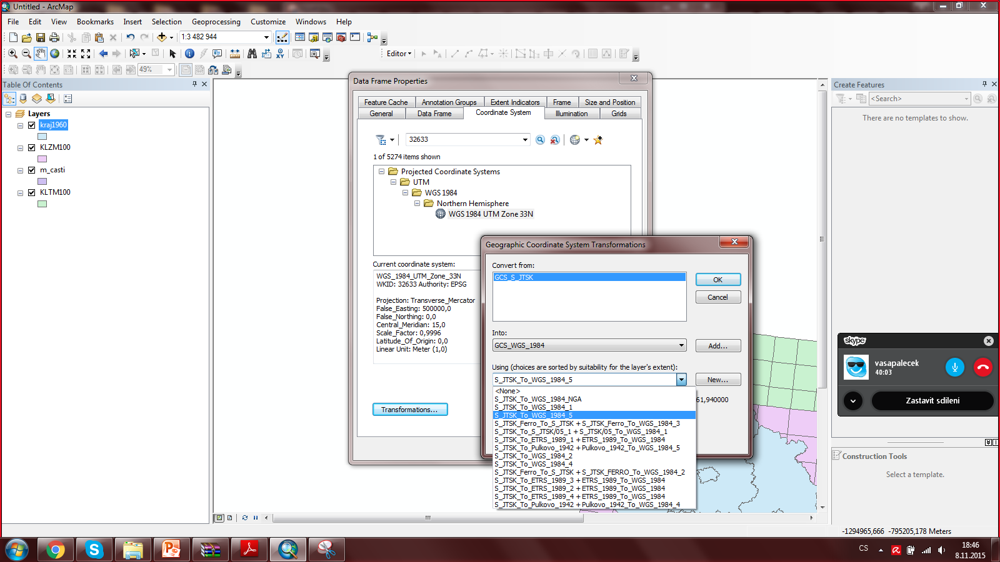 Untitled - ArcMap
File Edit View Bookmarks Insert Selection Geoprocessing Customize Windows Help
1:3 482 944
Editor
49%
Table Of Contents
Layers
kraj1960
KLZM100
m_casti
KLTM100
Data Frame Properties
Feature Cache Annotation Groups Extent Indicators Frame Size and Position
General Data Frame Coordinate System Illumination Grids
32633
1 of 5274 items shown
Projected Coordinate Systems
UTM
WGS 1984
Northern Hemisphere
WGS 1984 UTM Zone 33N
Current coordinate system:
WGS_1984_UTM_Zone_33N
WKID: 32633 Authority: EPSG
Projection: Transverse_Mercator
False_Easting: 500000,0
False_Northing: 0,0
Central_Meridian: 15,0
Scale_Factor: 0,9996
Latitude_Of_Origin: 0,0
Linear Unit: Meter (1,0)
Transformations...
Geographic Coordinate System Transformations
Convert from:
GCS_S_JTSK
OK
Cancel
Into:
GCS_WGS_1984
Add...
Using (choices are sorted by suitability for the layer's extent):
S_JTSK_To_WGS_1984_5
New...
61,940000
<None>
S_JTSK_To_WGS_1984_NGA
S_JTSK_To_WGS_1984_1
S_JTSK_To_WGS_1984_5
S_JTSK_Ferro_To_S_JTSK + S_JTSK_Ferro_To_WGS_1984_3
S_JTSK_To_S_JTSK/05_1 + S_JTSK/05_To_WGS_1984_1
S_JTSK_To_ETRS_1989_1 + ETRS_1989_To_WGS_1984
S_JTSK_To_Pulkovo_1942 + Pulkovo_1942_To_WGS_1984_5
S_JTSK_To_WGS_1984_2
S_JTSK_To_WGS_1984_4
S_JTSK_Ferro_To_S_JTSK + S_JTSK_FERRO_To_WGS_1984_2
S_JTSK_To_ETRS_1989_3 + ETRS_1989_To_WGS_1984
S_JTSK_To_ETRS_1989_2 + ETRS_1989_To_WGS_1984
S_JTSK_To_ETRS_1989_4 + ETRS_1989_To_WGS_1984
S_JTSK_To_Pulkovo_1942 + Pulkovo_1942_To_WGS_1984_4
Create Features
<Search>
There are no templates to show.
skype
vasapalecek
40:03
Zastavit sdílení
Construction Tools
Select a template.
-1294965,666 -795205,178 Meters
CS
18:46
8.11.2015